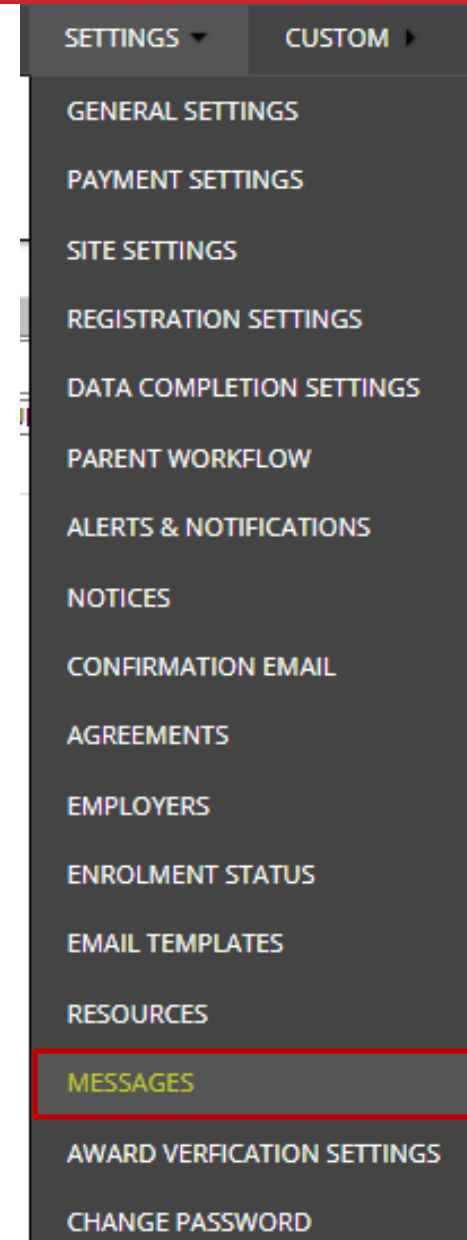 SETTINGS CUSTOM
GENERAL SETTINGS
PAYMENT SETTINGS
SITE SETTINGS
REGISTRATION SETTINGS
DATA COMPLETION SETTINGS
PARENT WORKFLOW
ALERTS & NOTIFICATIONS
NOTICES
CONFIRMATION EMAIL
AGREEMENTS
EMPLOYERS
ENROLMENT STATUS
EMAIL TEMPLATES
RESOURCES
MESSAGES
AWARD VERFICATION SETTINGS
CHANGE PASSWORD